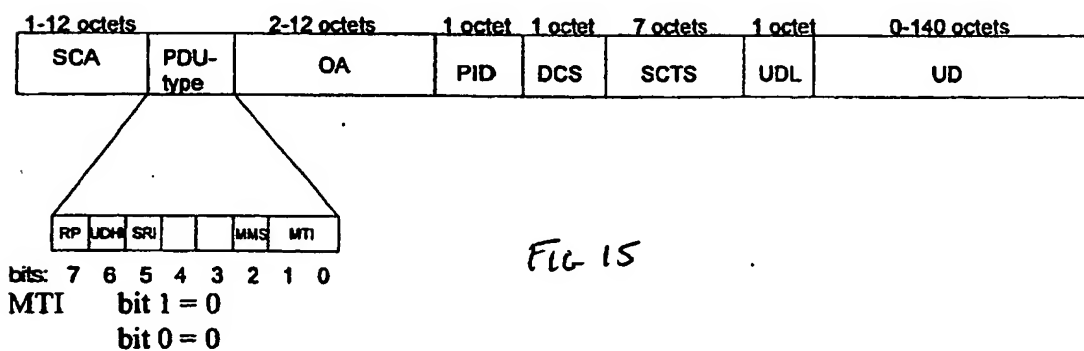 1-12 octets 2-12 octets 1 octet 1 octet 7 octets 1 octet 0-140 octets
SCA PDU-type OA PID DCS SCTS UDL UD
RP UDHI SRI MMS MTI
bits: 7 6 5 4 3 2 1 0
FIG 15
MTI bit 1 = 0
bit 0 = 0